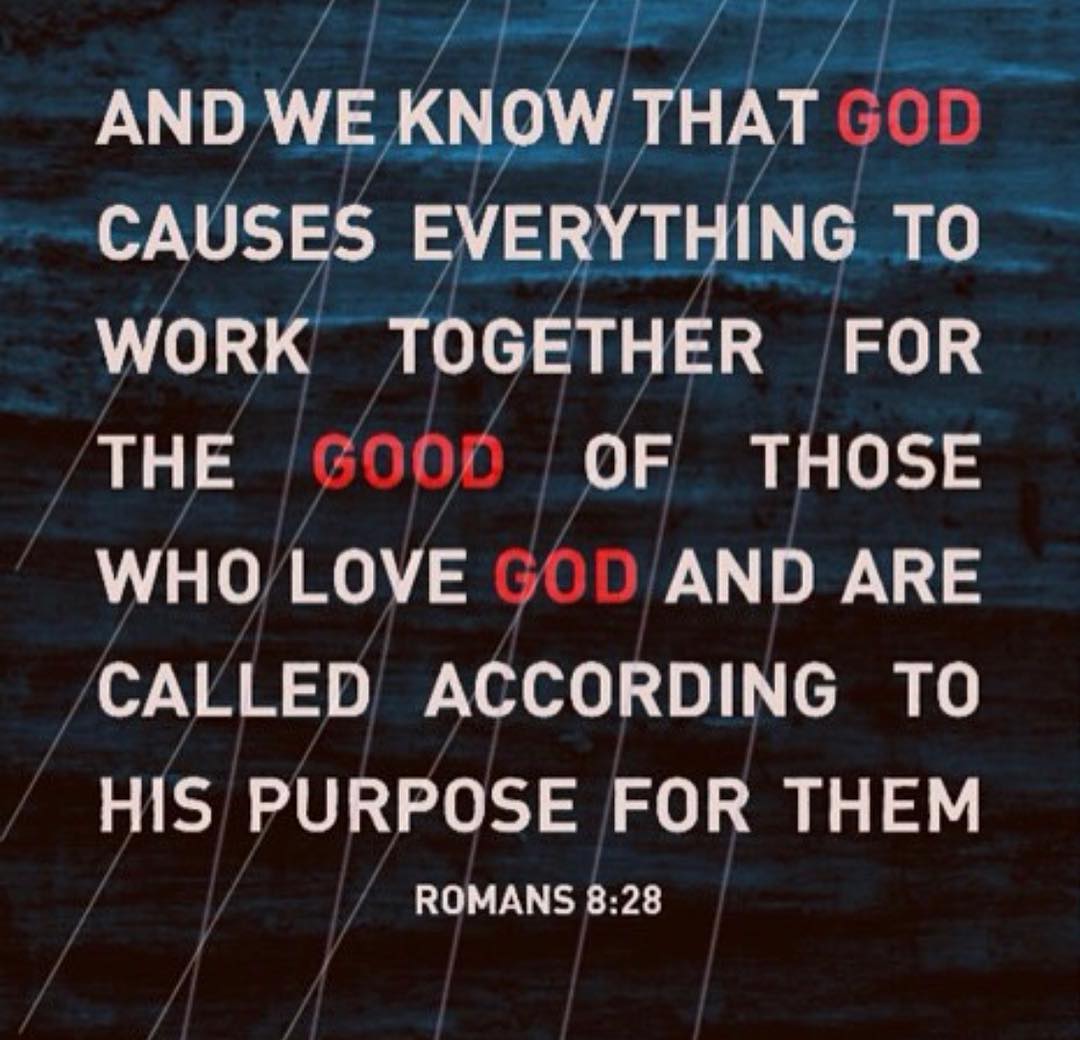 AND WE KNOW THAT GOD
CAUSES EVERYTHING TO
WORK TOGETHER FOR
THE GOOD OF THOSE
WHO LOVE GOD AND ARE
CALLED ACCORDING TO
HIS PURPOSE FOR THEM
ROMANS 8:28